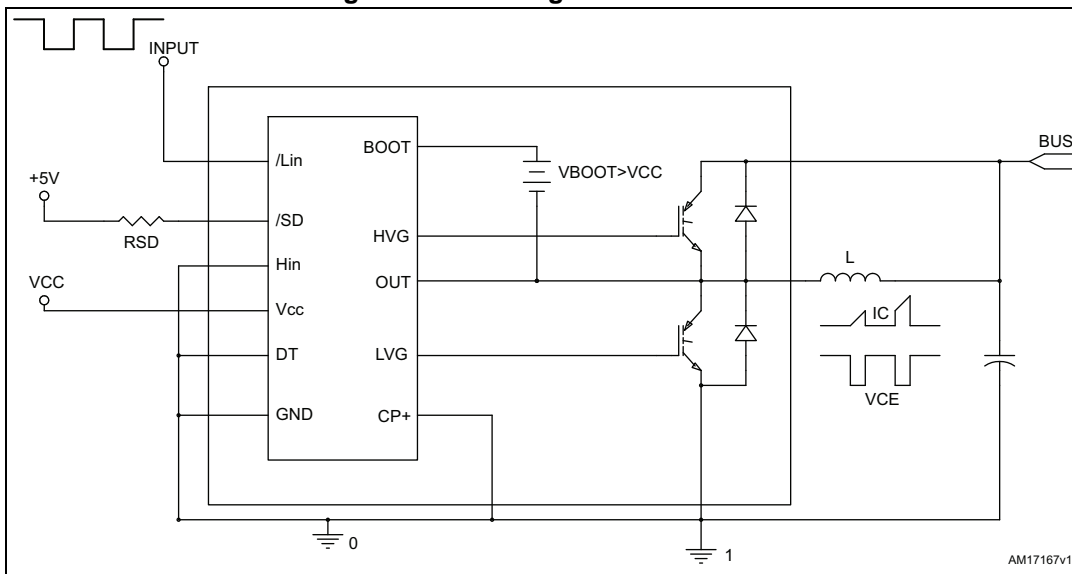 INPUT
BUS
/Lin
BOOT
VBOOT>VCC
+5V
/SD
RSD
HVG
Hin
L
VCC
OUT
Vcc
IC
DT
LVG
VCE
GND
CP+
0
1
AM17167v1